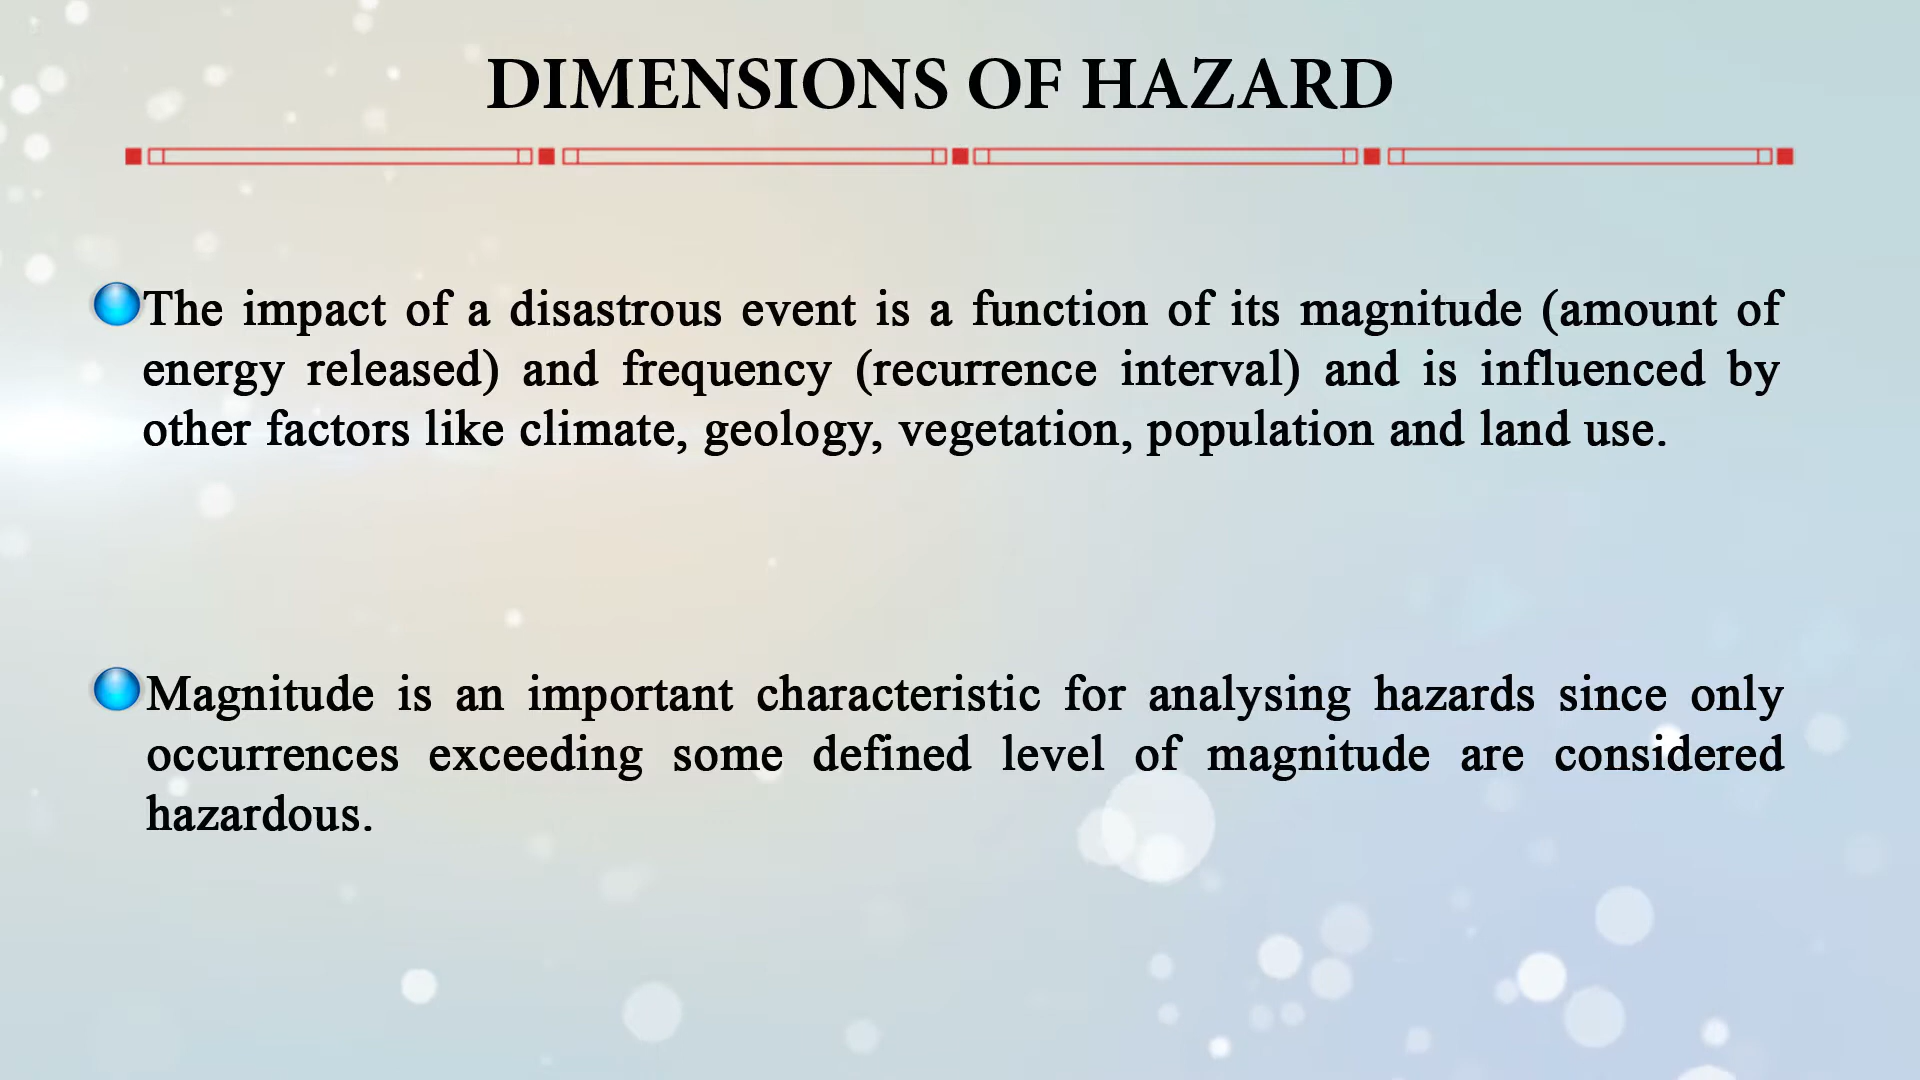 DIMENSIONS OF HAZARD
The impact of a disastrous event is a function of its magnitude (amount of
energy released) and frequency (recurrence interval) and is influenced by
other factors like climate, geology, vegetation, population and land use.
Magnitude is an important characteristic for analysing hazards since only
occurrences exceeding some defined level of magnitude are considered
hazardous.